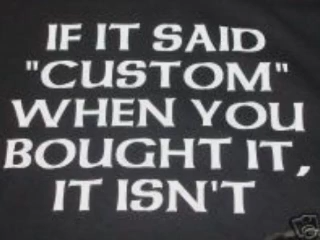 IF IT SAID
"CUSTOM"
WHEN YOU
BOUGHT IT,
IT ISN'T